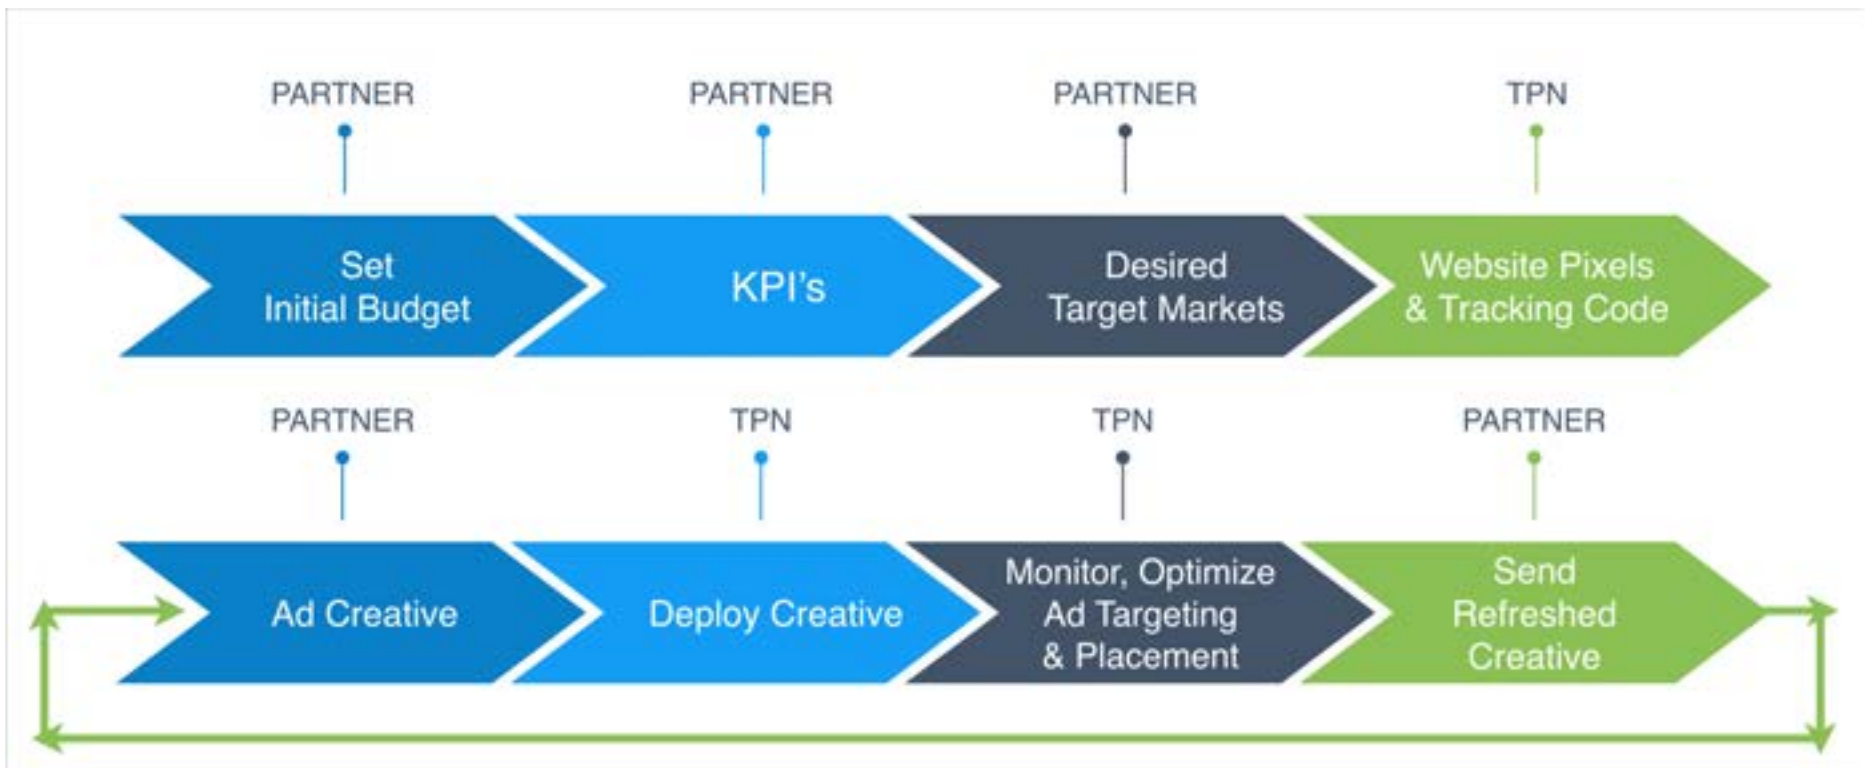 PARTNER
PARTNER
PARTNER
TPN
Set
Initial Budget
KPI's
Desired
Target Markets
Website Pixels
& Tracking Code
PARTNER
TPN
TPN
PARTNER
Ad Creative
Deploy Creative
Monitor, Optimize
Ad Targeting
& Placement
Send
Refreshed
Creative